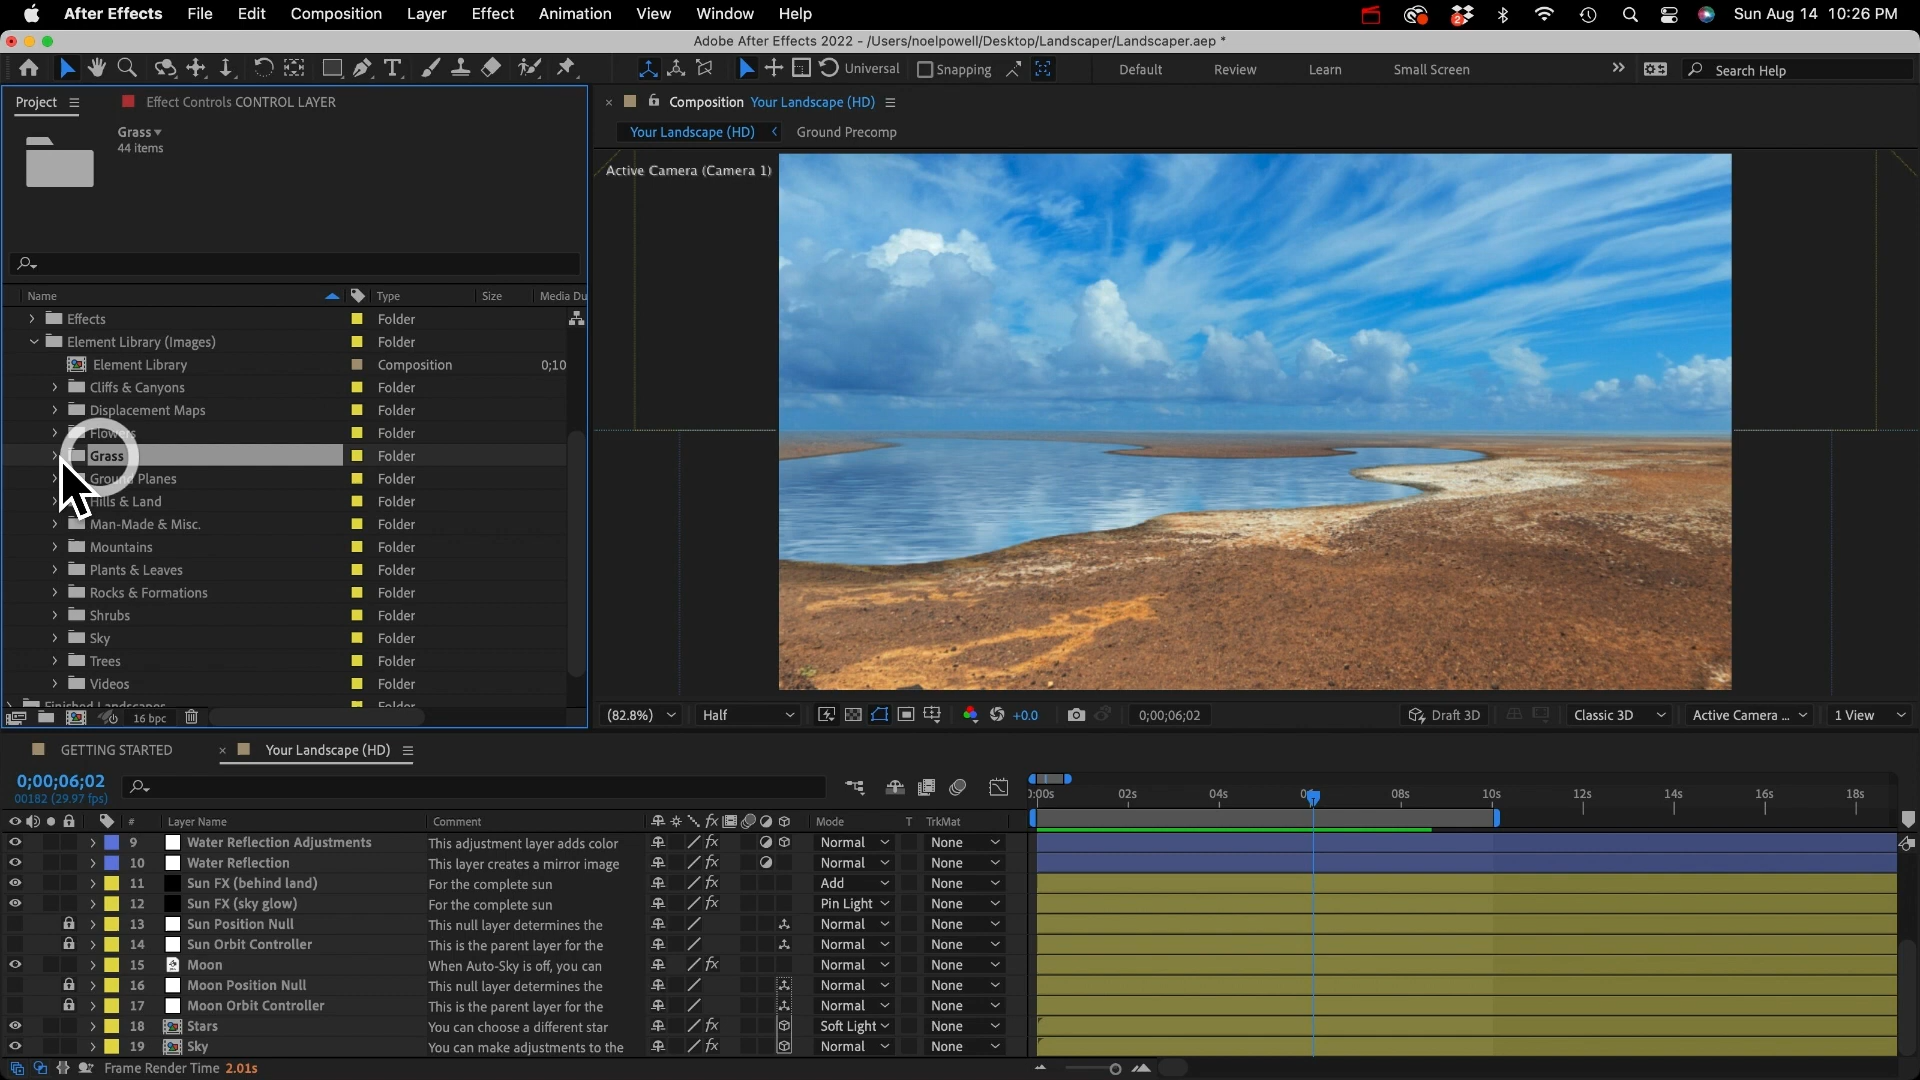 After Effects File Edit Composition Layer Effect Animation View Window Help Sun Aug 14 10:26 PM
Adobe After Effects 2022 - /Users/noelpowell/Desktop/Landscaper/Landscaper.aep *
Universal Snapping Default Review Learn Small Screen Search Help
Project Effect Controls CONTROL LAYER
Composition Your Landscape (HD)
Grass
44 items
Your Landscape (HD) Ground Precomp
Active Camera (Camera 1)
Name Type Size Media Du
Effects Folder
Element Library (Images) Folder
Element Library Composition 0;10
Cliffs & Canyons Folder
Displacement Maps Folder
Flowers Folder
Grass Folder
Ground Planes Folder
Hills & Land Folder
Man-Made & Misc. Folder
Mountains Folder
Plants & Leaves Folder
Rocks & Formations Folder
Shrubs Folder
Sky Folder
Trees Folder
Videos Folder
Finished Landscapes Folder
16 bpc
(82.8%) Half +0.0 0;00;06;02 Draft 3D Classic 3D Active Camera ... 1 View
GETTING STARTED Your Landscape (HD)
0;00;06;02
00182 (29.97 fps)
0:00s 02s 04s 06s 08s 10s 12s 14s 16s 18s
# Layer Name Comment Mode T TrkMat
9 Water Reflection Adjustments This adjustment layer adds color Normal None
10 Water Reflection This layer creates a mirror image Normal None
11 Sun FX (behind land) For the complete sun Add None
12 Sun FX (sky glow) For the complete sun Pin Light None
13 Sun Position Null This null layer determines the Normal None
14 Sun Orbit Controller This is the parent layer for the Normal None
15 Moon When Auto-Sky is off, you can Normal None
16 Moon Position Null This null layer determines the Normal None
17 Moon Orbit Controller This is the parent layer for the Normal None
18 Stars You can choose a different star Soft Light None
19 Sky You can make adjustments to the Normal None
Frame Render Time 2.01s